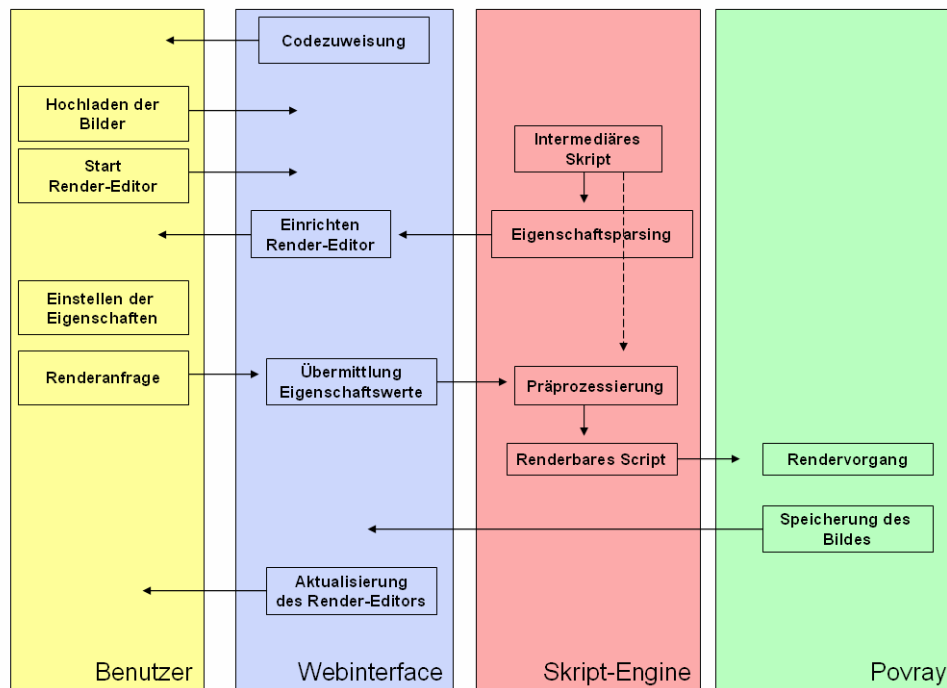 Codezuweisung
Hochladen der
Bilder
Start
Render-Editor
Intermediäres
Skript
Einrichten
Render-Editor
Eigenschaftsparsing
Einstellen der
Eigenschaften
Renderanfrage
Übermittlung
Eigenschaftswerte
Präprozessierung
Renderbares Script
Rendervorgang
Speicherung des
Bildes
Aktualisierung
des Render-Editors
Benutzer
Webinterface
Skript-Engine
Povray